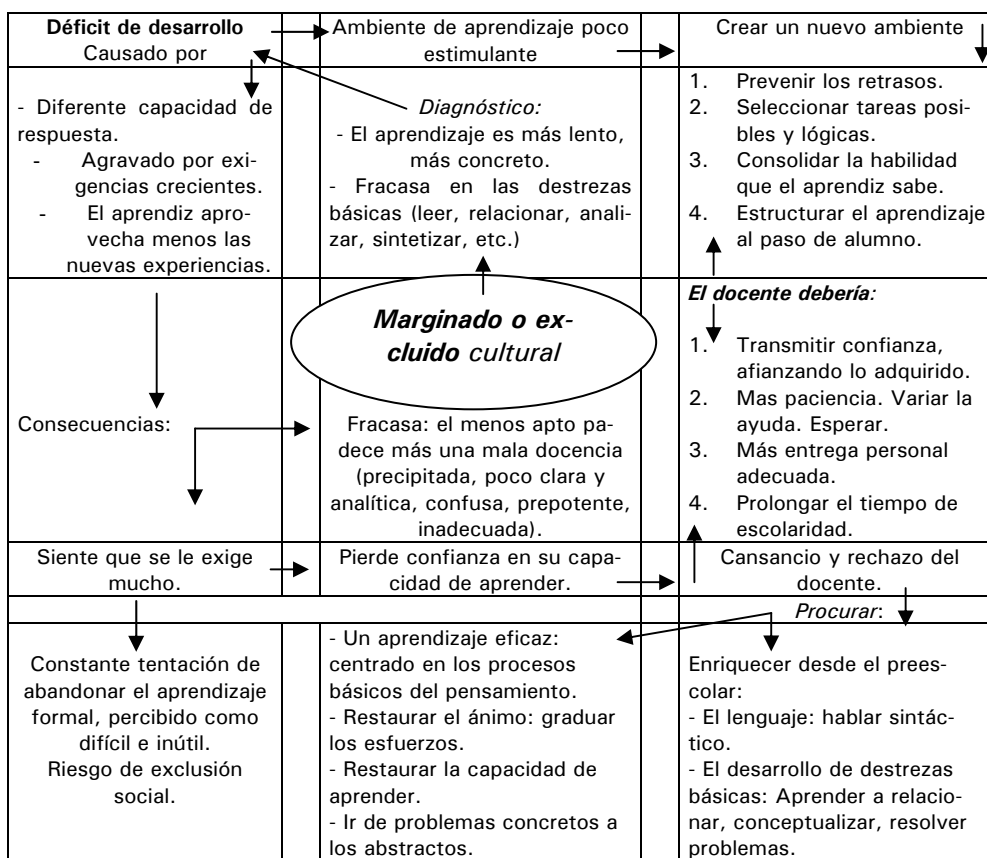 Déficit de desarrollo
Causado por
Ambiente de aprendizaje poco
estimulante
Crear un nuevo ambiente
- Diferente capacidad de
respuesta.
- Agravado por exi-
gencias crecientes.
- El aprendiz apro-
vecha menos las
nuevas experiencias.
Diagnóstico:
- El aprendizaje es más lento,
más concreto.
- Fracasa en las destrezas
básicas (leer, relacionar, anali-
zar, sintetizar, etc.)
1. Prevenir los retrasos.
2. Seleccionar tareas posi-
bles y lógicas.
3. Consolidar la habilidad
que el aprendiz sabe.
4. Estructurar el aprendizaje
al paso de alumno.
Consecuencias:
Marginado o ex-
cluido cultural
Fracasa: el menos apto pa-
dece más una mala docencia
(precipitada, poco clara y
analítica, confusa, prepotente,
inadecuada).
El docente debería:
1. Transmitir confianza,
afianzando lo adquirido.
2. Mas paciencia. Variar la
ayuda. Esperar.
3. Más entrega personal
adecuada.
4. Prolongar el tiempo de
escolaridad.
Siente que se le exige
mucho.
Pierde confianza en su capa-
cidad de aprender.
Cansancio y rechazo del
docente.
Procurar:
Constante tentación de
abandonar el aprendizaje
formal, percibido como
difícil e inútil.
Riesgo de exclusión
social.
- Un aprendizaje eficaz:
centrado en los procesos
básicos del pensamiento.
- Restaurar el ánimo: graduar
los esfuerzos.
- Restaurar la capacidad de
aprender.
- Ir de problemas concretos a
los abstractos.
Enriquecer desde el prees-
colar:
- El lenguaje: hablar sintác-
tico.
- El desarrollo de destrezas
básicas: Aprender a relacio-
nar, conceptualizar, resolver
problemas.